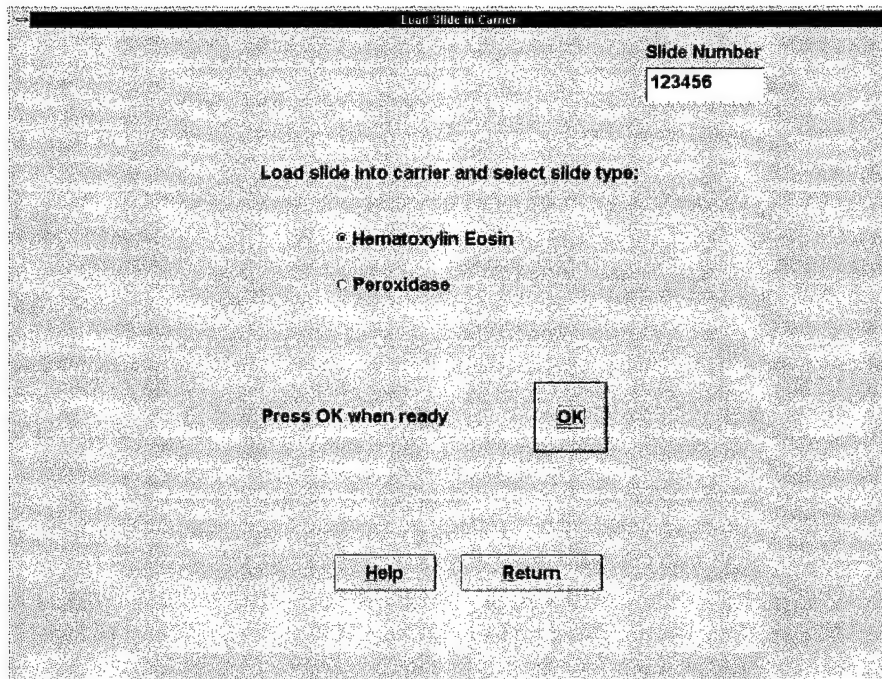 Load Slide in Carrier
Slide Number
123456
Load slide into carrier and select slide type:
Hematoxylin Eosin
Peroxidase
Press OK when ready
OK
Help
Return